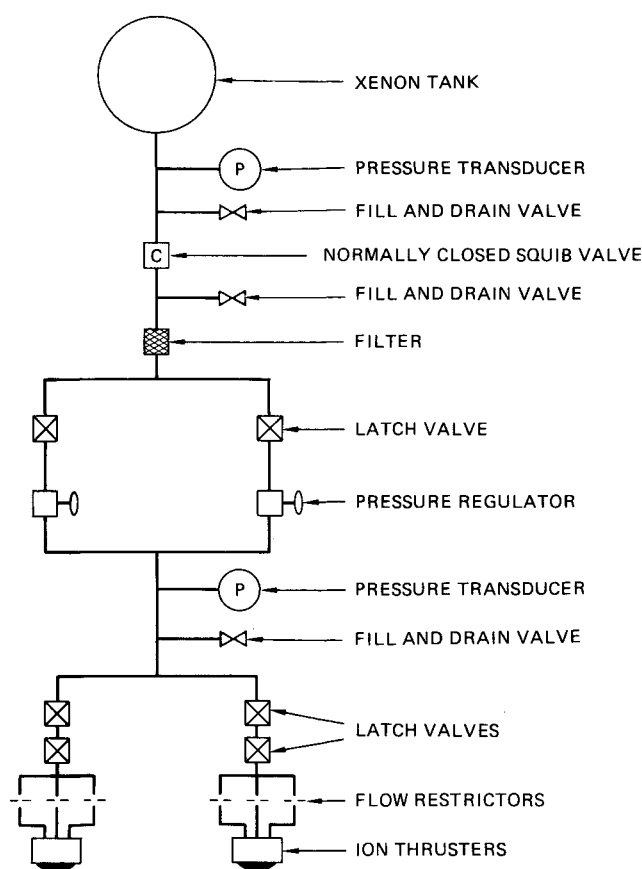 XENON TANK
P
PRESSURE TRANSDUCER
FILL AND DRAIN VALVE
C
NORMALLY CLOSED SQUIB VALVE
FILL AND DRAIN VALVE
FILTER
LATCH VALVE
PRESSURE REGULATOR
P
PRESSURE TRANSDUCER
FILL AND DRAIN VALVE
LATCH VALVES
FLOW RESTRICTORS
ION THRUSTERS